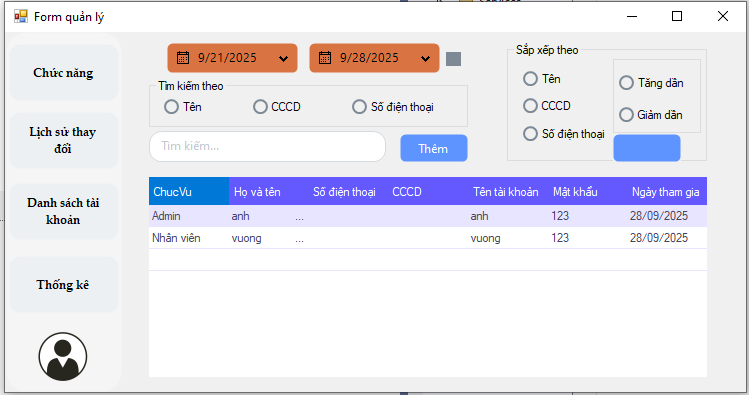 Services
Form quản lý
Chức năng
Lịch sử thay
đổi
Danh sách tài
khoản
Thống kê
9/21/2025
9/28/2025
Tìm kiếm theo
Tên
CCCD
Số điện thoại
Tìm kiếm...
Thêm
Sắp xếp theo
Tên
CCCD
Số điện thoại
Tăng dần
Giảm dần
ChucVu Họ và tên Số điện thoại CCCD Tên tài khoản Mật khẩu Ngày tham gia
Admin anh ... anh 123 28/09/2025
Nhân viên vuong ... vuong 123 28/09/2025